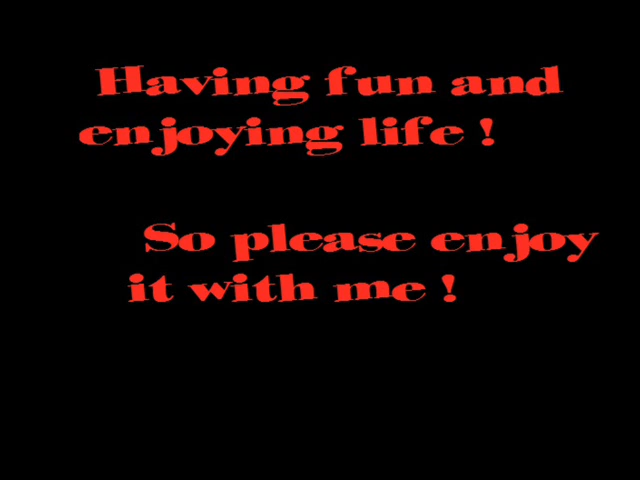 Having fun and
enjoying life !
So please enjoy
it with me !